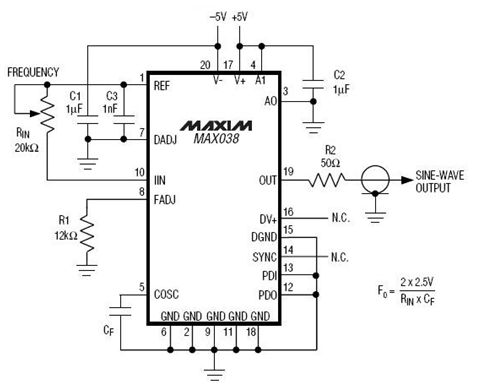 –5V +5V
20 17 4
V- V+ A1
FREQUENCY
C1
1μF
C3
1nF
1 REF
C2
1μF
3
AO
RIN
20kΩ
7 DADJ
MAXIM
MAX038
10 IIN
8 FADJ
R1
12kΩ
OUT 19
R2
50Ω
SINE-WAVE
OUTPUT
DV+ 16 N.C.
DGND 15
SYNC 14 N.C.
PDI 13
PDO 12
5 COSC
CF
GND GND GND GND GND
6 2 9 11 18
Fo = 2 x 2.5V
RIN x CF